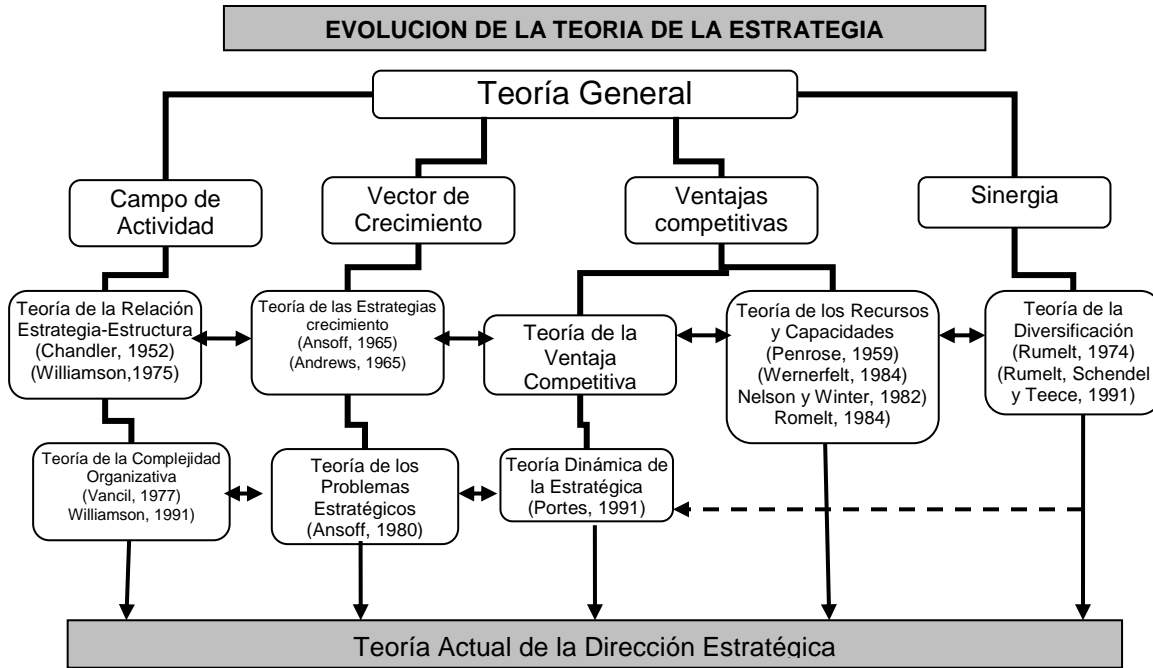 EVOLUCION DE LA TEORIA DE LA ESTRATEGIA
Teoría General
Campo de
Actividad
Vector de
Crecimiento
Ventajas
competitivas
Sinergia
Teoría de la Relación
Estrategia-Estructura
(Chandler, 1952)
(Williamson,1975)
Teoría de las Estrategias
crecimiento
(Ansoff, 1965)
(Andrews, 1965)
Teoría de la
Ventaja
Competitiva
Teoría de los Recursos
y Capacidades
(Penrose, 1959)
(Wernerfelt, 1984)
Nelson y Winter, 1982)
Romelt, 1984)
Teoría de la
Diversificación
(Rumelt, 1974)
(Rumelt, Schendel
y Teece, 1991)
Teoría de la Complejidad
Organizativa
(Vancil, 1977)
Williamson, 1991)
Teoría de los
Problemas
Estratégicos
(Ansoff, 1980)
Teoría Dinámica de
la Estratégica
(Portes, 1991)
Teoría Actual de la Dirección Estratégica